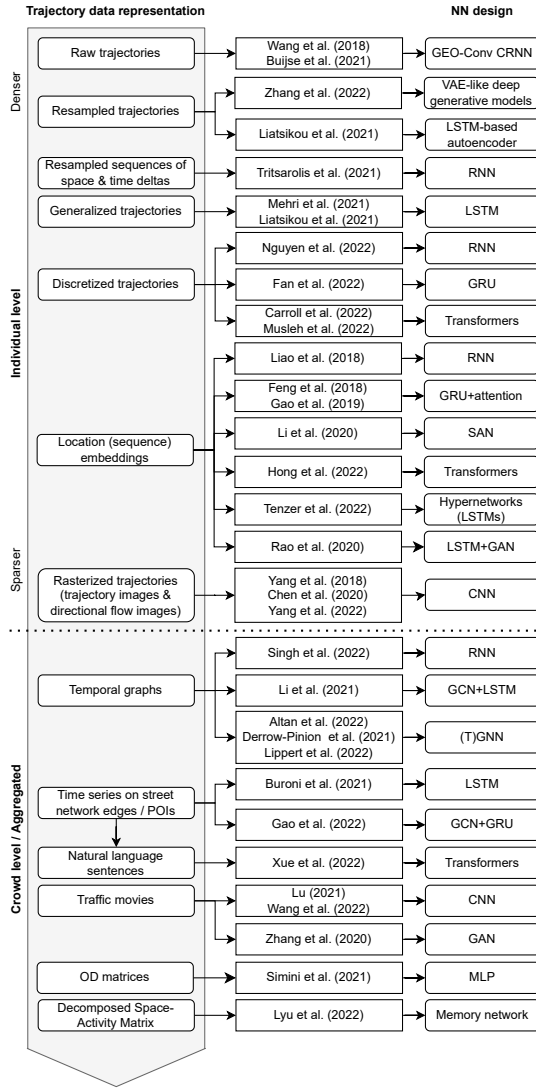 Trajectory data representation
NN design
Denser
Raw trajectories
Wang et al. (2018)
Buijse et al. (2021)
GEO-Conv CRNN
Resampled trajectories
Zhang et al. (2022)
VAE-like deep
generative models
Liatsikou et al. (2021)
LSTM-based
autoencoder
Resampled sequences of
space & time deltas
Tritsarolis et al. (2021)
RNN
Generalized trajectories
Mehri et al. (2021)
Liatsikou et al. (2021)
LSTM
Individual level
Discretized trajectories
Nguyen et al. (2022)
RNN
Fan et al. (2022)
GRU
Carroll et al. (2022)
Musleh et al. (2022)
Transformers
Location (sequence)
embeddings
Liao et al. (2018)
RNN
Feng et al. (2018)
Gao et al. (2019)
GRU+attention
Li et al. (2020)
SAN
Hong et al. (2022)
Transformers
Tenzer et al. (2022)
Hypernetworks
(LSTMs)
Rao et al. (2020)
LSTM+GAN
Sparser
Rasterized trajectories
(trajectory images &
directional flow images)
Yang et al. (2018)
Chen et al. (2020)
Yang et al. (2022)
CNN
Crowd level / Aggregated
Temporal graphs
Singh et al. (2022)
RNN
Li et al. (2021)
GCN+LSTM
Altan et al. (2022)
Derrow-Pinion et al. (2021)
Lippert et al. (2022)
(T)GNN
Time series on street
network edges / POIs
Buroni et al. (2021)
LSTM
Gao et al. (2022)
GCN+GRU
Natural language
sentences
Xue et al. (2022)
Transformers
Traffic movies
Lu (2021)
Wang et al. (2022)
CNN
Zhang et al. (2020)
GAN
OD matrices
Simini et al. (2021)
MLP
Decomposed Space-
Activity Matrix
Lyu et al. (2022)
Memory network